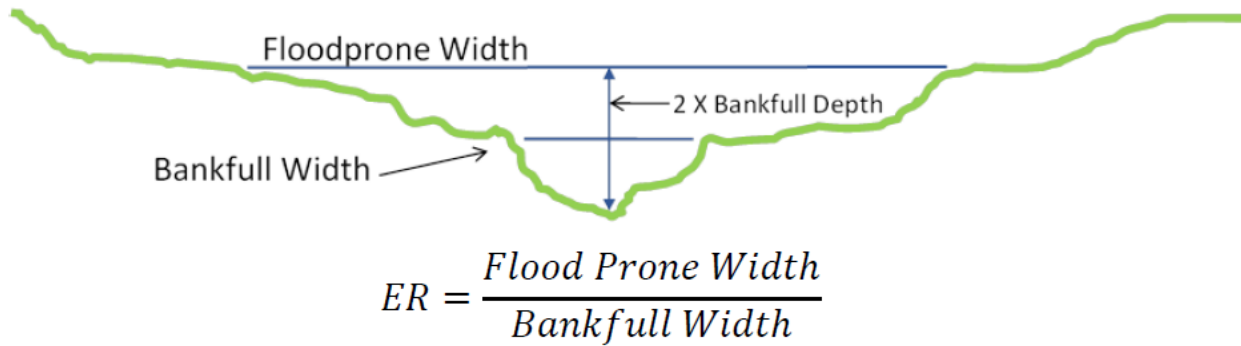 Floodprone Width
2 X Bankfull Depth
Bankfull Width
ER = Flood Prone Width
Bankfull Width